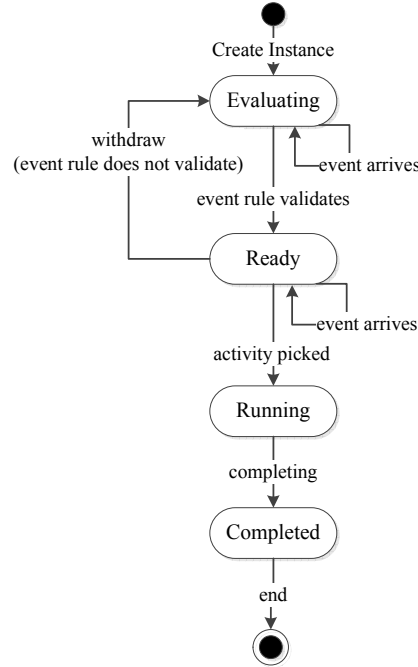 Create Instance
Evaluating
withdraw
(event rule does not validate)
event arrives
event rule validates
Ready
event arrives
activity picked
Running
completing
Completed
end